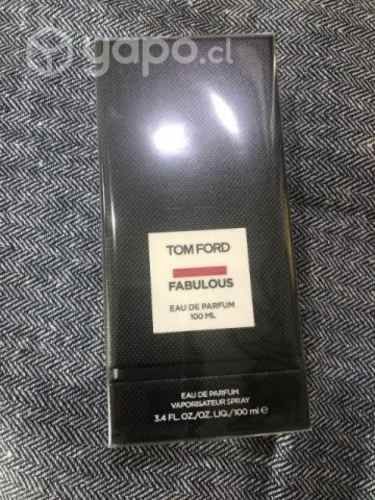 yapo.cl
TOM FORD
FABULOUS
EAU DE PARFUM
100 ML
EAU DE PARFUM
VAPORISATEUR SPRAY
3.4 FL.OZ./OZ. LIQ./100 ml ℮